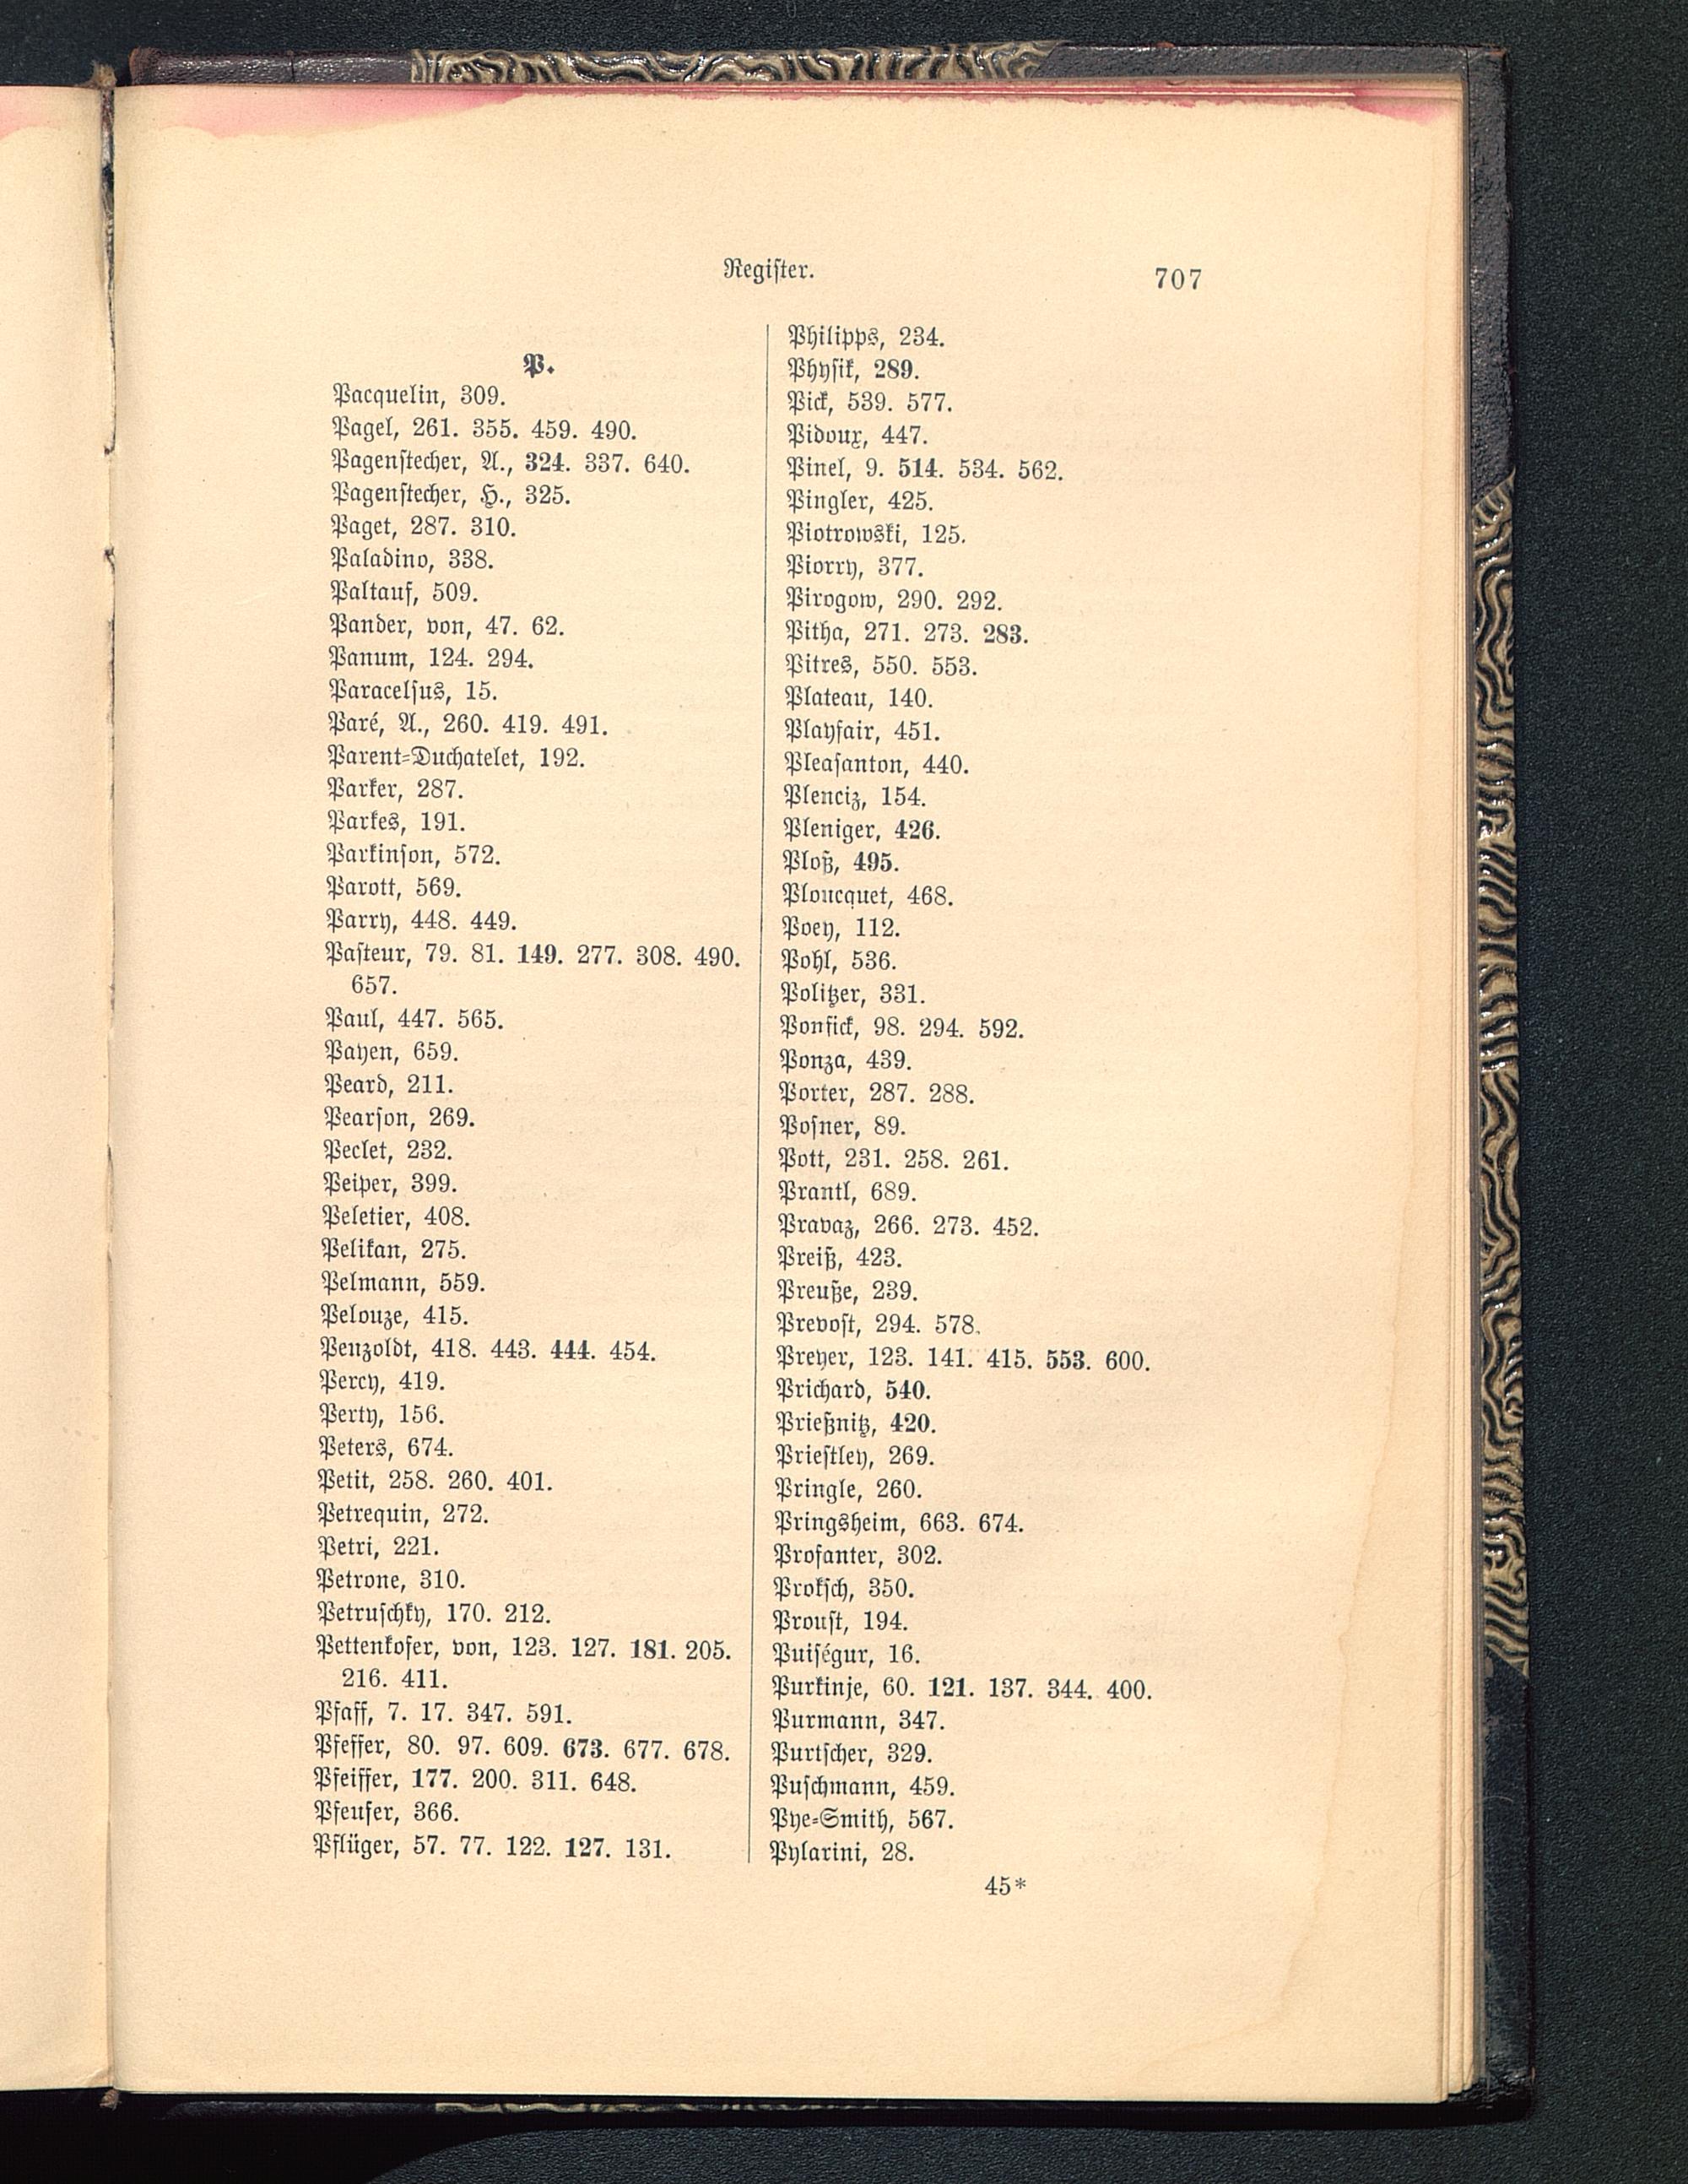 Register.
707
P.
Pacquelin, 309.
Pagel, 261. 355. 459. 490.
Pagenstecher, A., 324. 337. 640.
Pagenstecher, H., 325.
Paget, 287. 310.
Paladino, 338.
Paltauf, 509.
Pander, von, 47. 62.
Panum, 124. 294.
Paracelsus, 15.
Paré, A., 260. 419. 491.
Parent-Duchatelet, 192.
Parker, 287.
Parkes, 191.
Parkinson, 572.
Parott, 569.
Parry, 448. 449.
Pasteur, 79. 81. 149. 277. 308. 490.
657.
Paul, 447. 565.
Payen, 659.
Peard, 211.
Pearson, 269.
Peclet, 232.
Peiper, 399.
Peletier, 408.
Pelikan, 275.
Pelmann, 559.
Pelouze, 415.
Penzoldt, 418. 443. 444. 454.
Percy, 419.
Perty, 156.
Peters, 674.
Petit, 258. 260. 401.
Petrequin, 272.
Petri, 221.
Petrone, 310.
Petruschky, 170. 212.
Pettenkofer, von, 123. 127. 181. 205.
216. 411.
Pfaff, 7. 17. 347. 591.
Pfeffer, 80. 97. 609. 673. 677. 678.
Pfeiffer, 177. 200. 311. 648.
Pfeufer, 366.
Pflüger, 57. 77. 122. 127. 131.
Philipps, 234.
Physik, 289.
Pick, 539. 577.
Pidoux, 447.
Pinel, 9. 514. 534. 562.
Pingler, 425.
Piotrowski, 125.
Piorry, 377.
Pirogow, 290. 292.
Pitha, 271. 273. 283.
Pitres, 550. 553.
Plateau, 140.
Playfair, 451.
Pleasanton, 440.
Plenciz, 154.
Pleniger, 426.
Ploß, 495.
Ploucquet, 468.
Poey, 112.
Pohl, 536.
Politzer, 331.
Ponfick, 98. 294. 592.
Ponza, 439.
Porter, 287. 288.
Posner, 89.
Pott, 231. 258. 261.
Prantl, 689.
Pravaz, 266. 273. 452.
Preiß, 423.
Preuße, 239.
Prevost, 294. 578.
Preyer, 123. 141. 415. 553. 600.
Prichard, 540.
Prießnitz, 420.
Priestley, 269.
Pringle, 260.
Pringsheim, 663. 674.
Profanter, 302.
Proksch, 350.
Proust, 194.
Puiségur, 16.
Purkinje, 60. 121. 137. 344. 400.
Purmann, 347.
Purtscher, 329.
Puschmann, 459.
Pye-Smith, 567.
Pylarini, 28.
45*